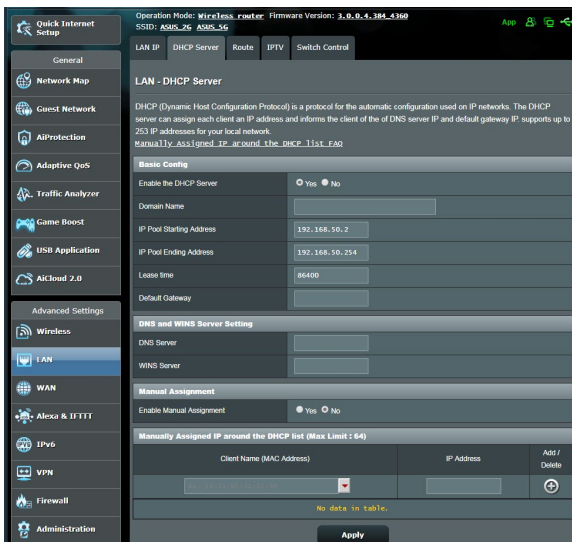 Quick Internet
Setup
General
Network Map
Guest Network
AiProtection
Adaptive QoS
Traffic Analyzer
Game Boost
USB Application
AiCloud 2.0
Advanced Settings
Wireless
LAN
WAN
Alexa & IFTTT
IPv6
VPN
Firewall
Administration
Operation Mode: Wireless router Firmware Version: 3.0.0.4.384_4360
SSID: ASUS_2G ASUS_5G
App
LAN IP DHCP Server Route IPTV Switch Control
LAN - DHCP Server
DHCP (Dynamic Host Configuration Protocol) is a protocol for the automatic configuration used on IP networks. The DHCP
server can assign each client an IP address and informs the client of the of DNS server IP and default gateway IP. supports up to
253 IP addresses for your local network.
Manually Assigned IP around the DHCP list FAQ
Basic Config
Enable the DHCP Server Yes No
Domain Name
IP Pool Starting Address 192.168.50.2
IP Pool Ending Address 192.168.50.254
Lease time 86400
Default Gateway
DNS and WINS Server Setting
DNS Server
WINS Server
Manual Assignment
Enable Manual Assignment Yes No
Manually Assigned IP around the DHCP list (Max Limit : 64)
Client Name (MAC Address) IP Address Add /
Delete
No data in table.
Apply